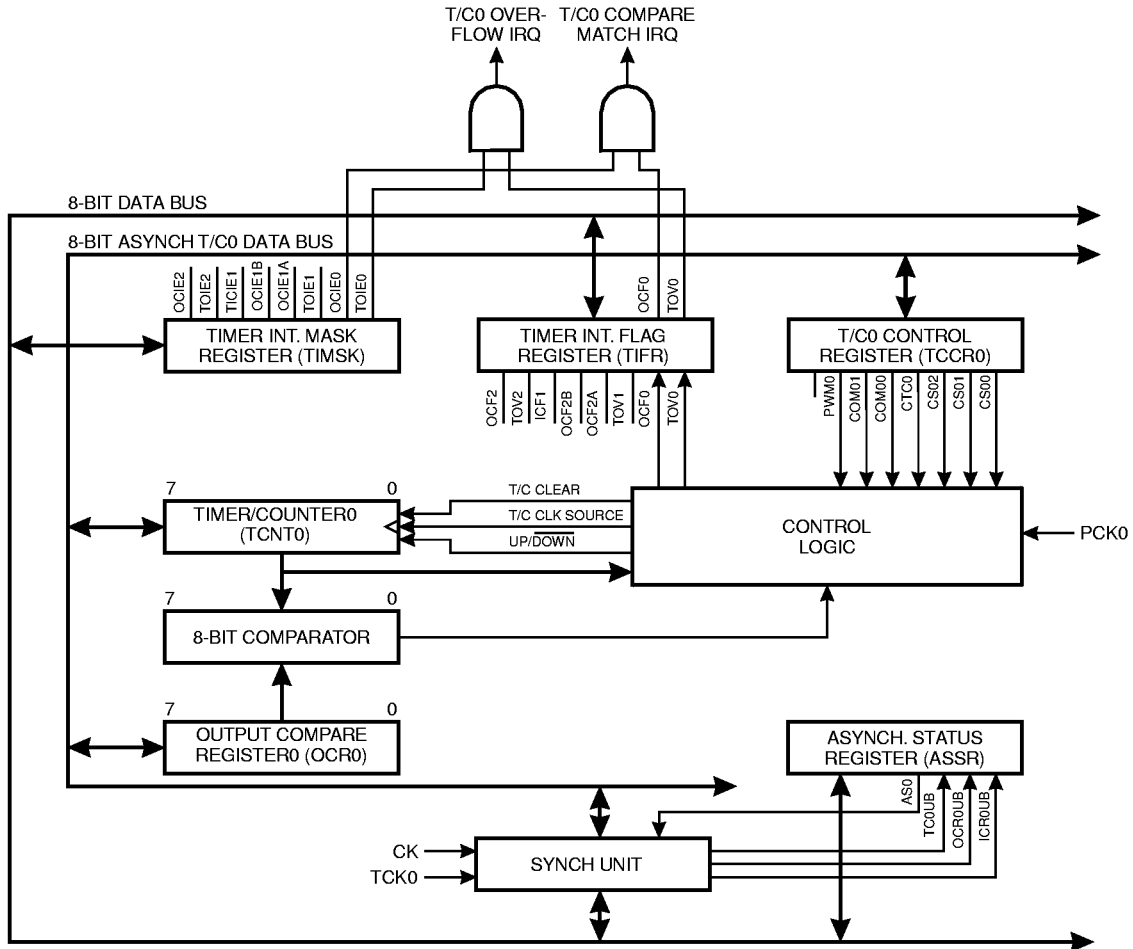 T/C0 OVER-
FLOW IRQ
T/C0 COMPARE
MATCH IRQ
8-BIT DATA BUS
8-BIT ASYNCH T/C0 DATA BUS
OCIE2
TOIE2
TICIE1
OCIE1B
OCIE1A
TOIE1
OCIE0
TOIE0
OCF0
TOV0
TIMER INT. MASK
REGISTER (TIMSK)
TIMER INT. FLAG
REGISTER (TIFR)
T/C0 CONTROL
REGISTER (TCCR0)
OCF2
TOV2
ICF1
OCF2B
OCF2A
TOV1
OCF0
TOV0
PWM0
COM01
COM00
CTC0
CS02
CS01
CS00
7 0
TIMER/COUNTER0
(TCNT0)
T/C CLEAR
T/C CLK SOURCE
UP/DOWN
CONTROL
LOGIC
PCK0
7 0
8-BIT COMPARATOR
7 0
OUTPUT COMPARE
REGISTER0 (OCR0)
ASYNCH. STATUS
REGISTER (ASSR)
AS0
TC0UB
OCR0UB
ICR0UB
CK
TCK0
SYNCH UNIT